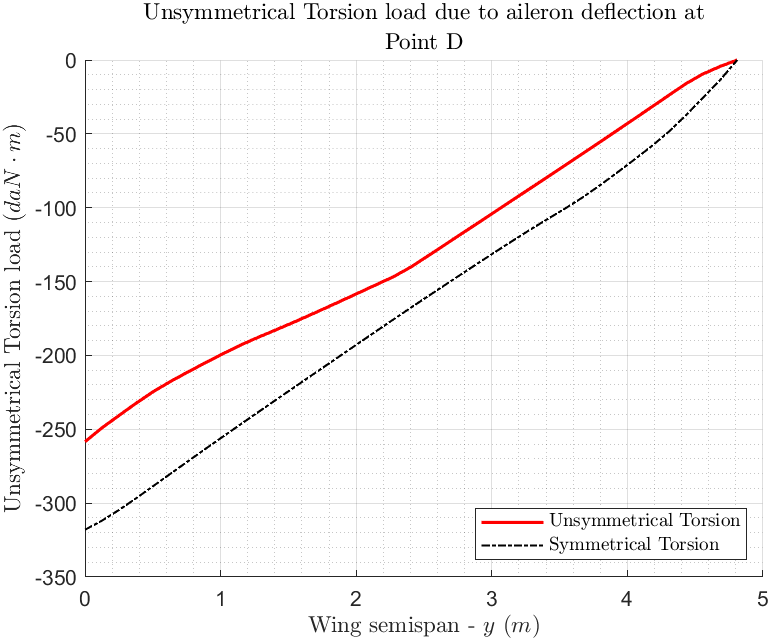 Unsymmetrical Torsion load due to aileron deflection at
Point D
Unsymmetrical Torsion load (daN · m)
0
-50
-100
-150
-200
-250
-300
-350
0 1 2 3 4 5
Wing semispan - y (m)
Unsymmetrical Torsion
Symmetrical Torsion